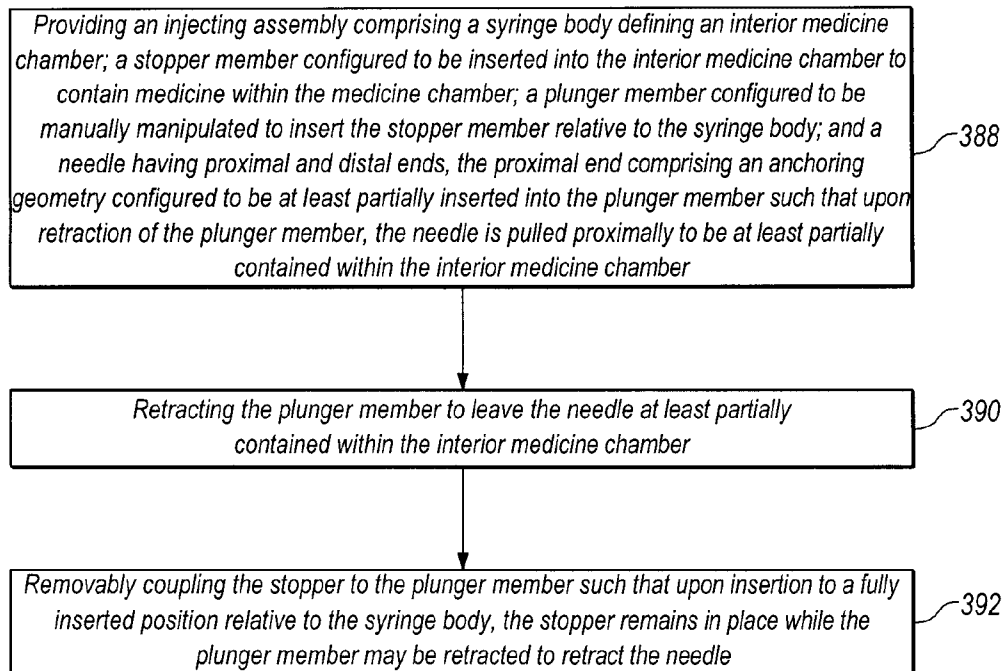 Providing an injecting assembly comprising a syringe body defining an interior medicine
chamber; a stopper member configured to be inserted into the interior medicine chamber to
contain medicine within the medicine chamber; a plunger member configured to be
manually manipulated to insert the stopper member relative to the syringe body; and a
needle having proximal and distal ends, the proximal end comprising an anchoring
geometry configured to be at least partially inserted into the plunger member such that upon
retraction of the plunger member, the needle is pulled proximally to be at least partially
contained within the interior medicine chamber
388
Retracting the plunger member to leave the needle at least partially
contained within the interior medicine chamber
390
Removably coupling the stopper to the plunger member such that upon insertion to a fully
inserted position relative to the syringe body, the stopper remains in place while the
plunger member may be retracted to retract the needle
392